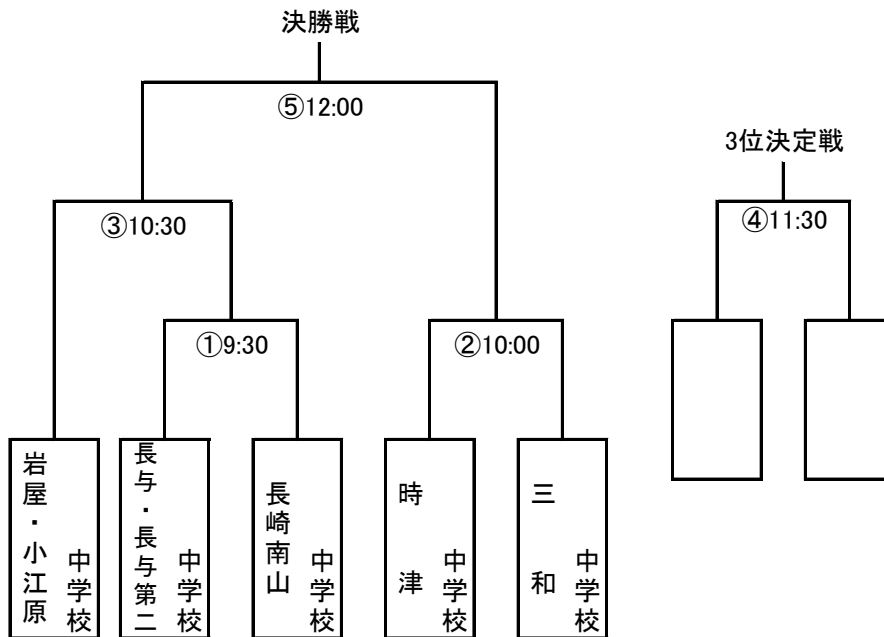 決勝戦
⑤12:00
3位決定戦
③10:30
④11:30
①9:30
②10:00
岩屋・小江原
中学校
長与・長与第二
中学校
長崎南山
中学校
時津
中学校
三和
中学校